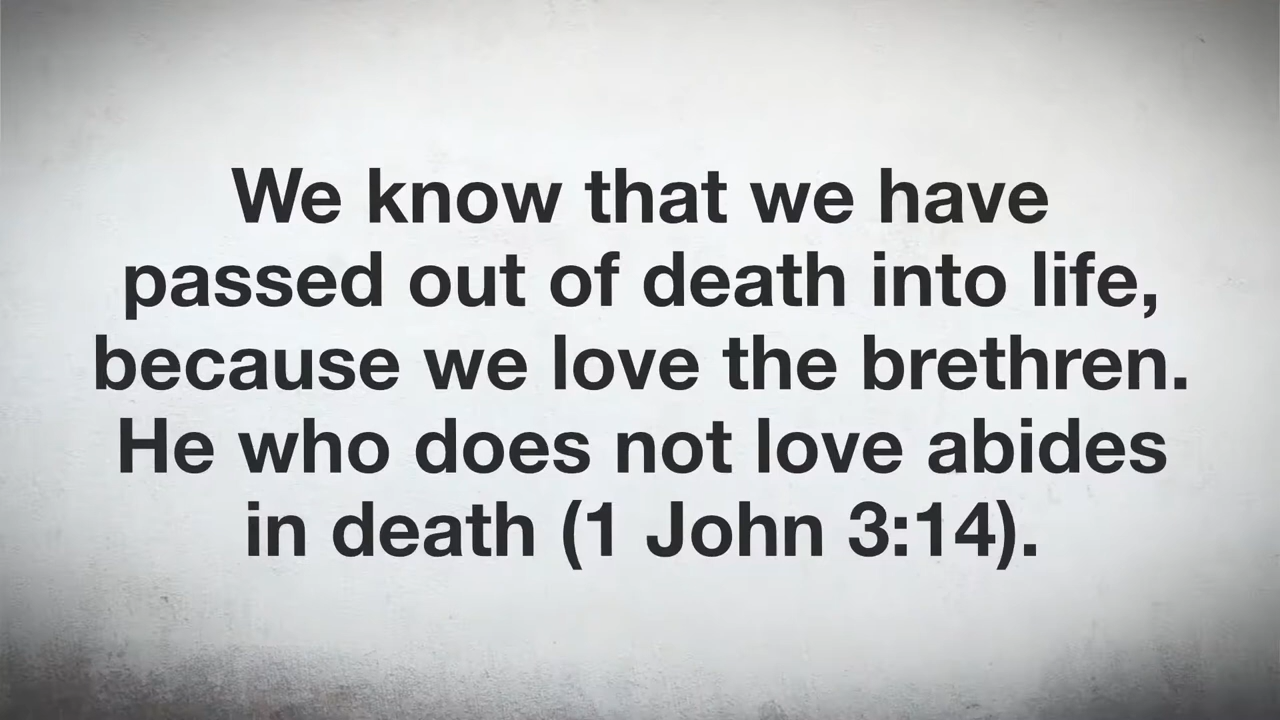 We know that we have
passed out of death into life,
because we love the brethren.
He who does not love abides
in death (1 John 3:14).